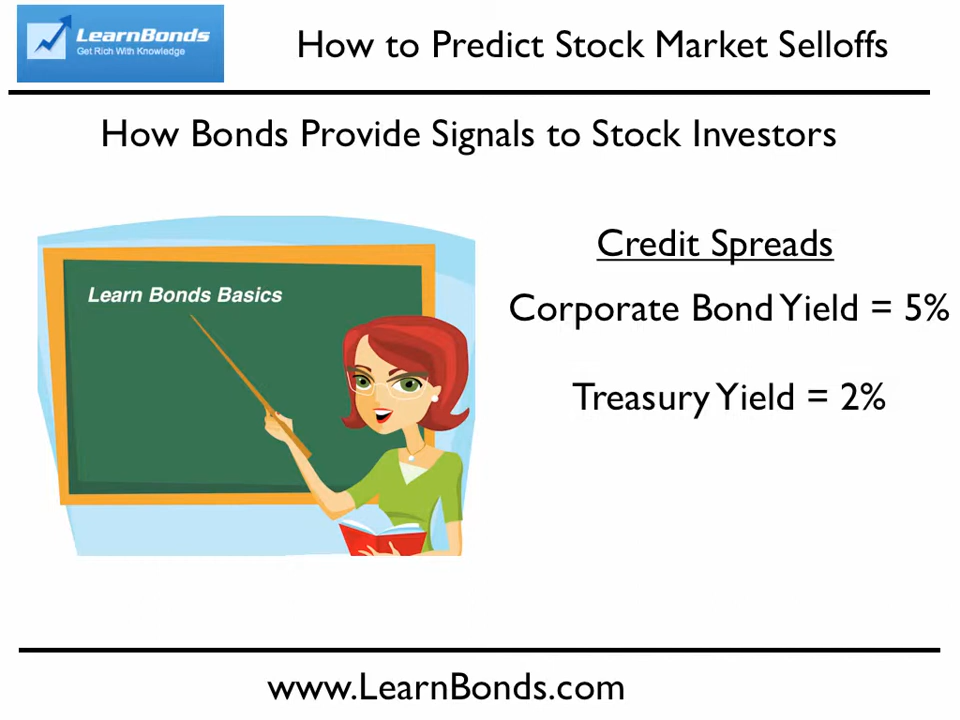 LearnBonds
Get Rich With Knowledge
How to Predict Stock Market Selloffs
How Bonds Provide Signals to Stock Investors
Learn Bonds Basics
Credit Spreads
Corporate Bond Yield = 5%
Treasury Yield = 2%
www.LearnBonds.com